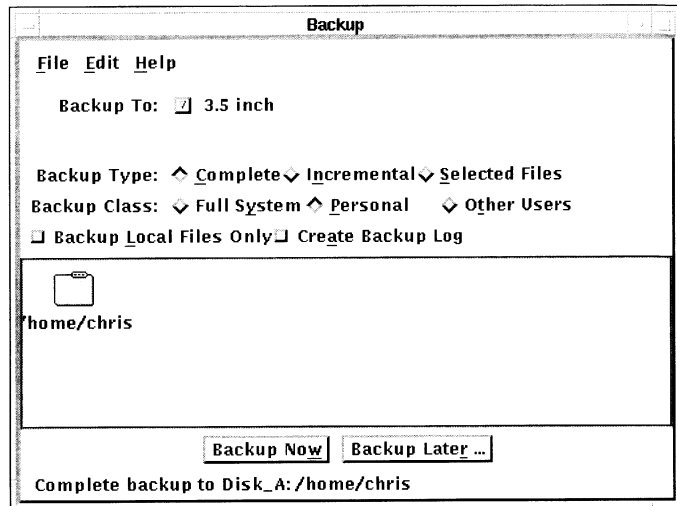 Backup
File Edit Help
Backup To: 3.5 inch
Backup Type: Complete Incremental Selected Files
Backup Class: Full System Personal Other Users
Backup Local Files Only Create Backup Log
/home/chris
Backup Now Backup Later ...
Complete backup to Disk_A:/home/chris